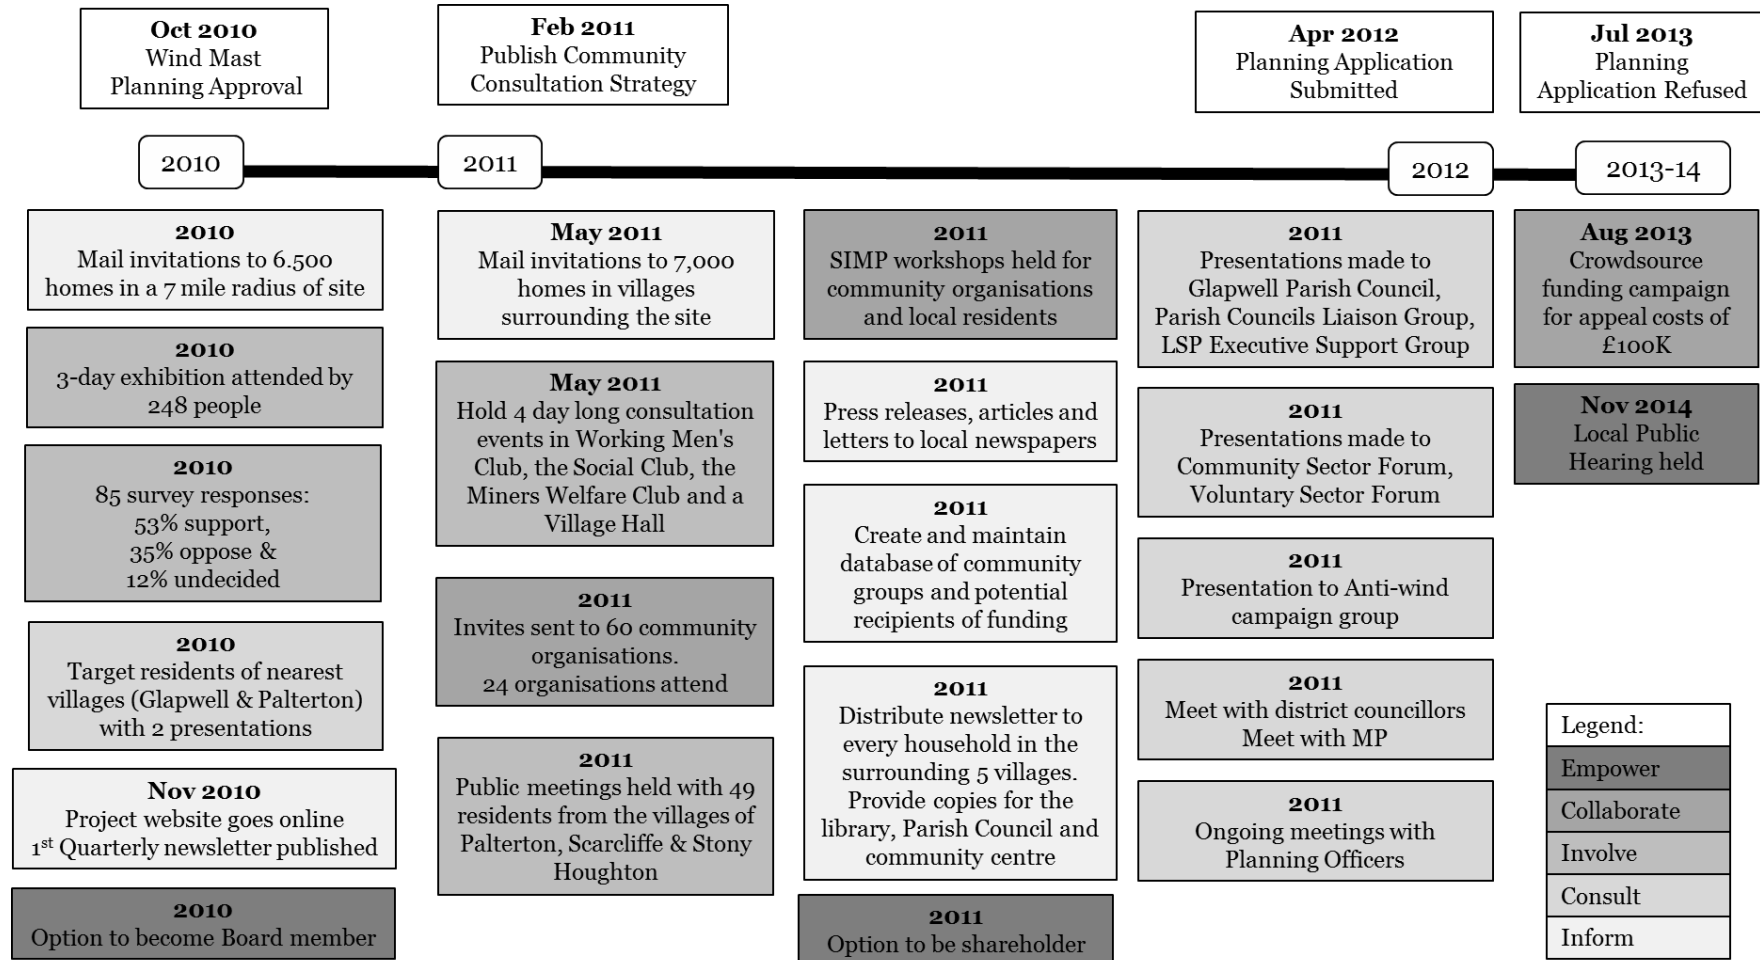 Oct 2010
Wind Mast
Planning Approval
Feb 2011
Publish Community
Consultation Strategy
Apr 2012
Planning Application
Submitted
Jul 2013
Planning
Application Refused
2010
2011
2012
2013-14
2010
Mail invitations to 6.500
homes in a 7 mile radius of site
2010
3-day exhibition attended by
248 people
2010
85 survey responses:
53% support,
35% oppose &
12% undecided
2010
Target residents of nearest
villages (Glapwell & Palterton)
with 2 presentations
Nov 2010
Project website goes online
1st Quarterly newsletter published
2010
Option to become Board member
May 2011
Mail invitations to 7,000
homes in villages
surrounding the site
May 2011
Hold 4 day long consultation
events in Working Men's
Club, the Social Club, the
Miners Welfare Club and a
Village Hall
2011
Invites sent to 60 community
organisations.
24 organisations attend
2011
Public meetings held with 49
residents from the villages of
Palterton, Scarcliffe & Stony
Houghton
2011
SIMP workshops held for
community organisations
and local residents
2011
Press releases, articles and
letters to local newspapers
2011
Create and maintain
database of community
groups and potential
recipients of funding
2011
Distribute newsletter to
every household in the
surrounding 5 villages.
Provide copies for the
library, Parish Council and
community centre
2011
Option to be shareholder
2011
Presentations made to
Glapwell Parish Council,
Parish Councils Liaison Group,
LSP Executive Support Group
2011
Presentations made to
Community Sector Forum,
Voluntary Sector Forum
2011
Presentation to Anti-wind
campaign group
2011
Meet with district councillors
Meet with MP
2011
Ongoing meetings with
Planning Officers
Aug 2013
Crowdsource
funding campaign
for appeal costs of
£100K
Nov 2014
Local Public
Hearing held
Legend:
Empower
Collaborate
Involve
Consult
Inform